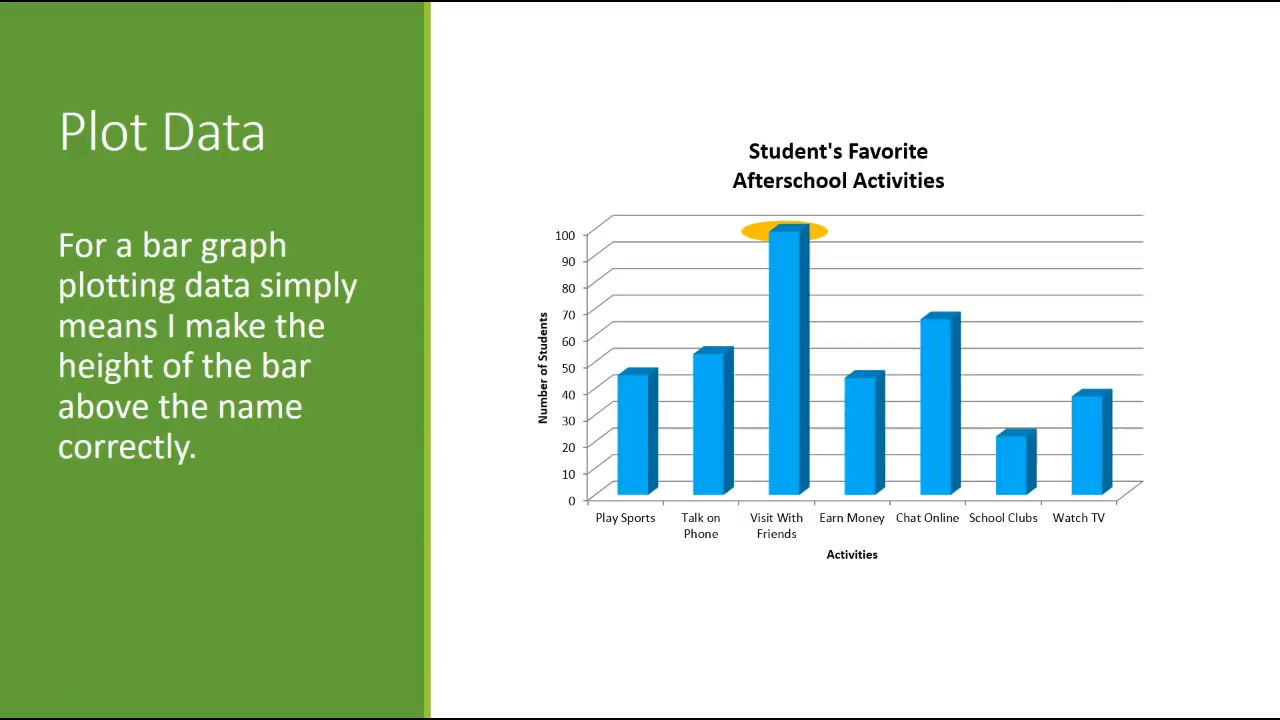 Plot Data
For a bar graph
plotting data simply
means I make the
height of the bar
above the name
correctly.
Student's Favorite
Afterschool Activities
100
90
80
70
60
50
40
30
20
10
0
Number of Students
Play Sports
Talk on
Phone
Visit With
Friends
Earn Money
Chat Online
School Clubs
Watch TV
Activities